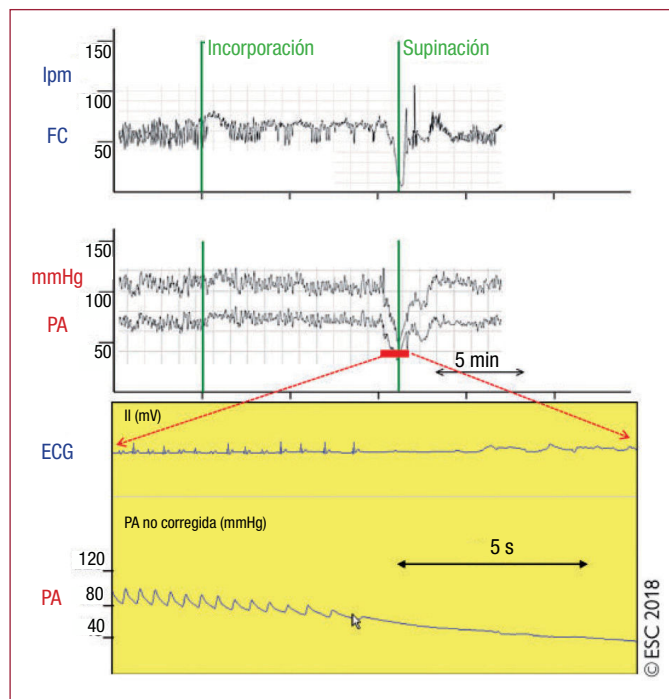 Incorporación
Supinación
150
lpm
100
FC
50
150
mmHg
100
PA
50
5 min
II (mV)
ECG
PA no corregida (mmHg)
120
5 s
80
PA
40
© ESC 2018